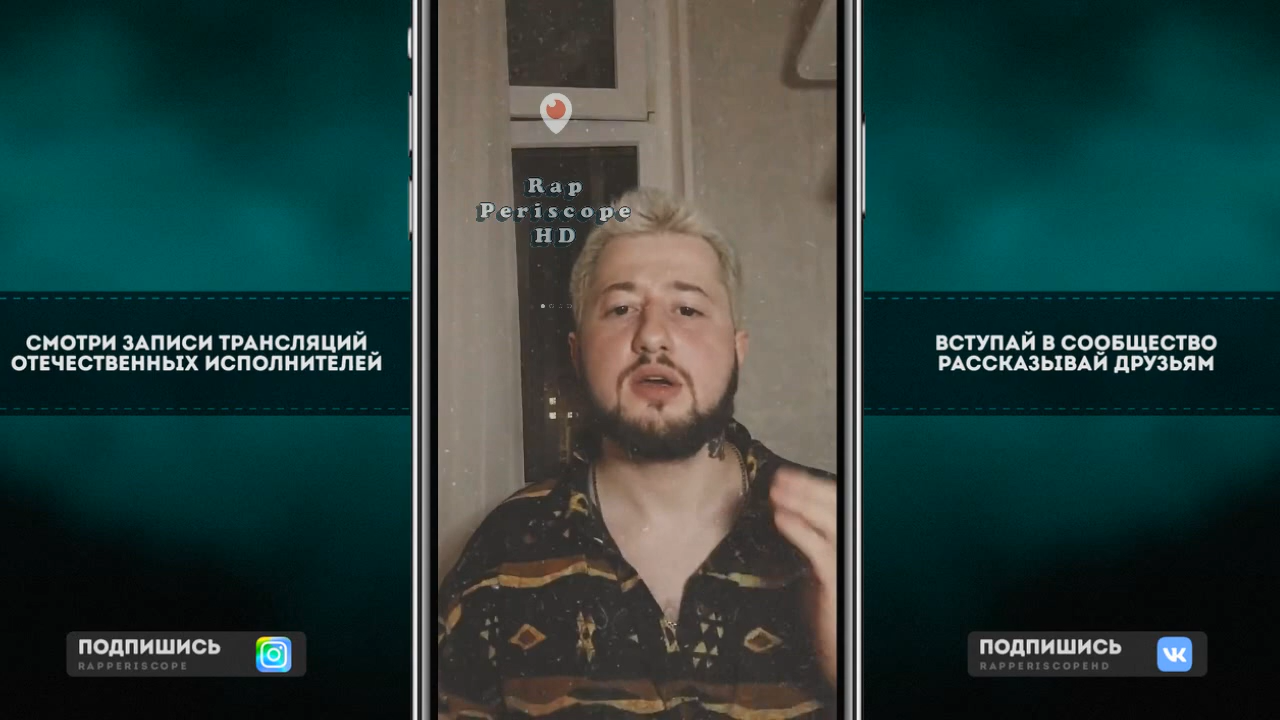 Rap
Periscope
HD
СМОТРИ ЗАПИСИ ТРАНСЛЯЦИЙ
ОТЕЧЕСТВЕННЫХ ИСПОЛНИТЕЛЕЙ
ВСТУПАЙ В СООБЩЕСТВО
РАССКАЗЫВАЙ ДРУЗЬЯМ
ПОДПИШИСЬ
RAPPERISCOPE
ПОДПИШИСЬ
RAPPERISCOPEHD